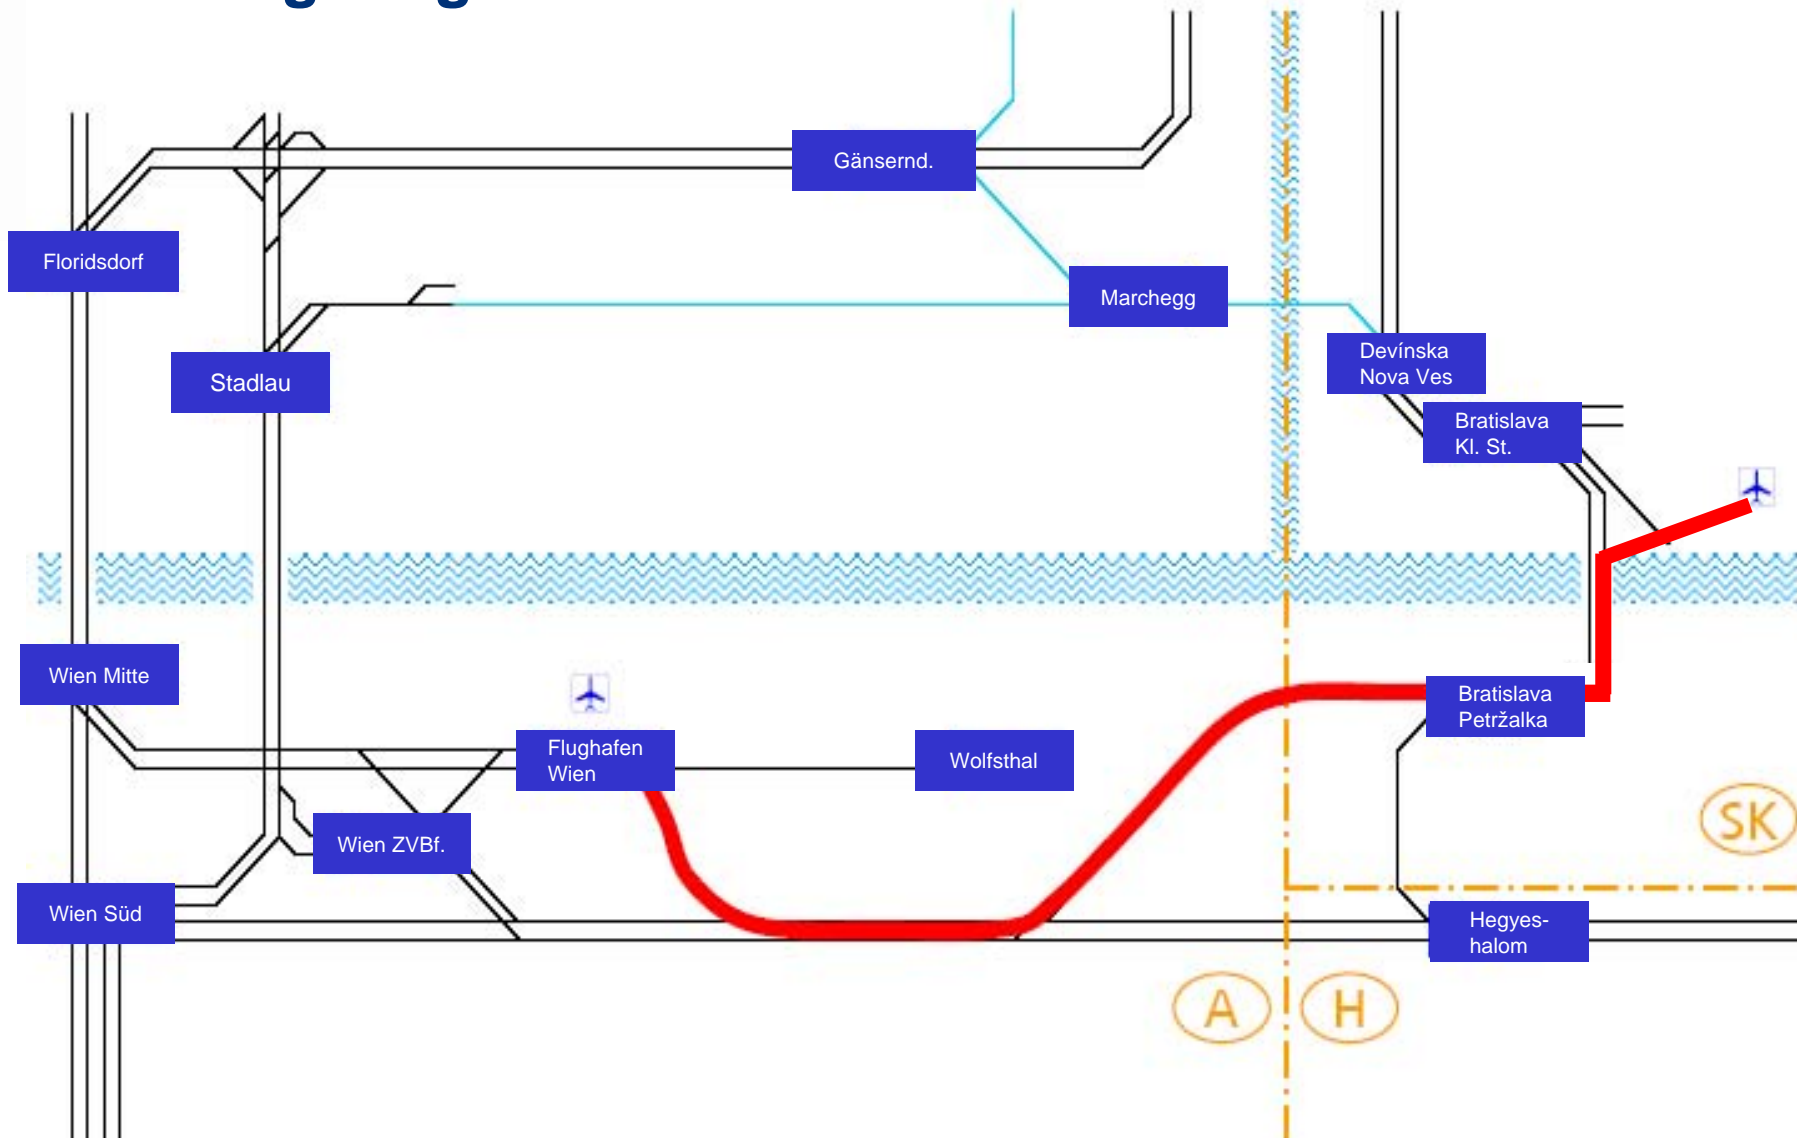 Gänsernd.
Floridsdorf
Marchegg
Devínska
Nova Ves
Stadlau
Bratislava
Kl. St.
Wien Mitte
Bratislava
Petržalka
Flughafen
Wien
Wolfsthal
SK
Wien ZVBf.
Wien Süd
Hegyes-
halom
A
H